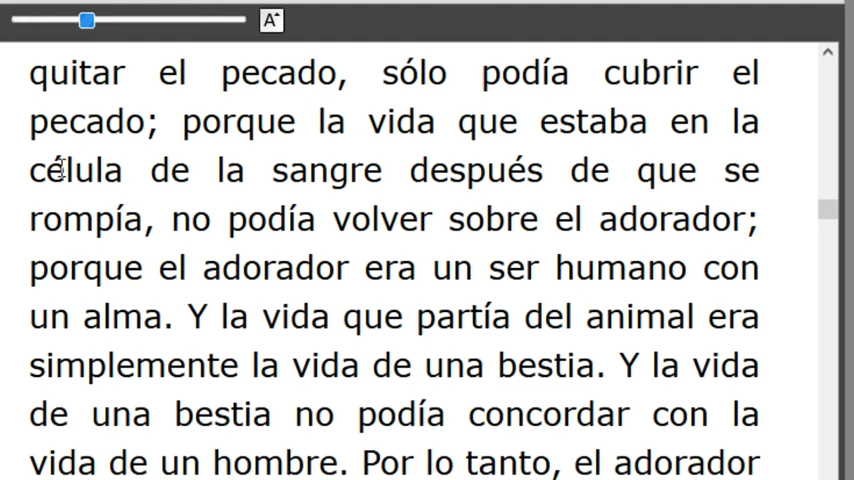 A
quitar el pecado, sólo podía cubrir el
pecado; porque la vida que estaba en la
célula de la sangre después de que se
rompía, no podía volver sobre el adorador;
porque el adorador era un ser humano con
un alma. Y la vida que partía del animal era
simplemente la vida de una bestia. Y la vida
de una bestia no podía concordar con la
vida de un hombre. Por lo tanto, el adorador